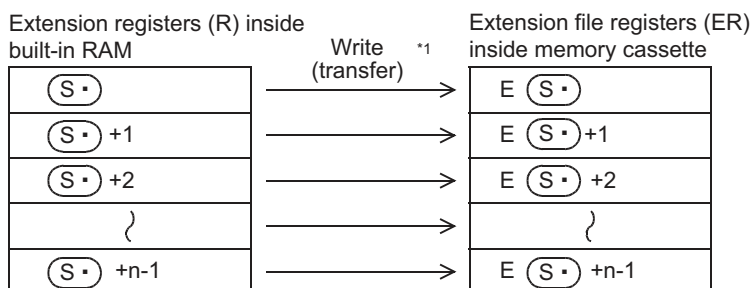 Extension registers (R) inside
built-in RAM
Write *1
(transfer)
Extension file registers (ER)
inside memory cassette
S・
E S・
S・ +1
E S・ +1
S・ +2
E S・ +2
S・ +n-1
E S・ +n-1